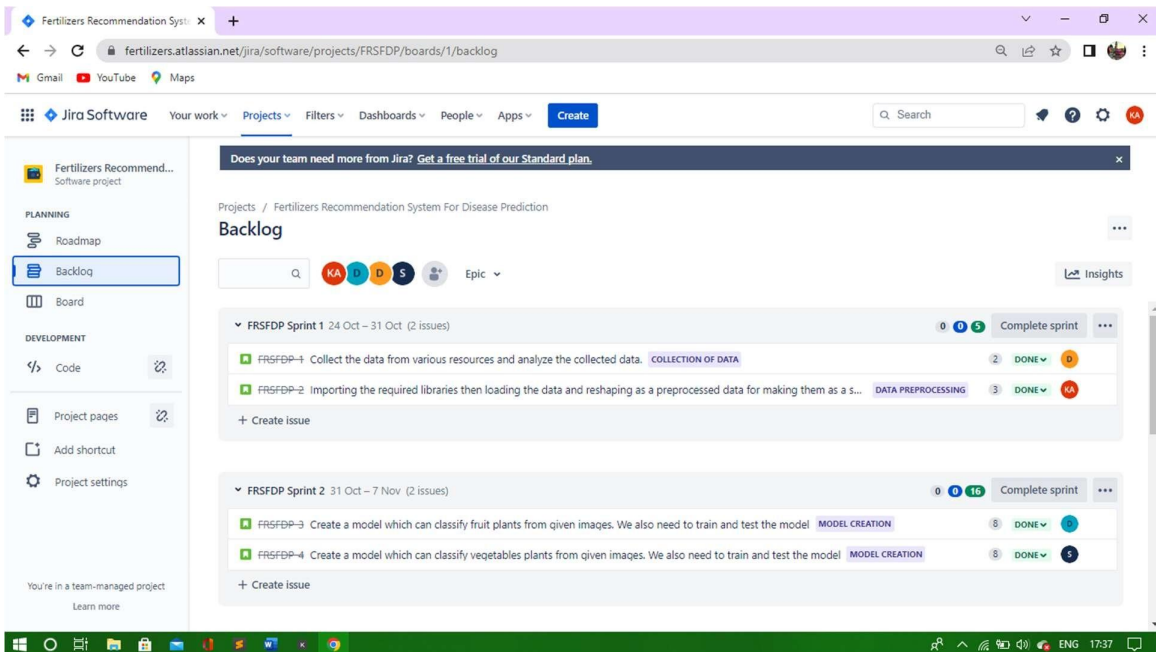 Fertilizers Recommendation Syste
fertilizers.atlassian.net/jira/software/projects/FRSFDP/boards/1/backlog
Gmail YouTube Maps
Jira Software Your work Projects Filters Dashboards People Apps Create Search KA
Does your team need more from Jira? Get a free trial of our Standard plan.
Fertilizers Recommend...
Software project
PLANNING
Roadmap
Backlog
Board
DEVELOPMENT
Code
Project pages
Add shortcut
Project settings
You're in a team-managed project
Learn more
Projects / Fertilizers Recommendation System For Disease Prediction
Backlog
KA D D S Epic Insights
FRSFDP Sprint 1 24 Oct – 31 Oct (2 issues) 0 0 5 Complete sprint
FRSFDP-1 Collect the data from various resources and analyze the collected data. COLLECTION OF DATA 2 DONE D
FRSFDP-2 Importing the required libraries then loading the data and reshaping as a preprocessed data for making them as a s... DATA PREPROCESSING 3 DONE KA
+ Create issue
FRSFDP Sprint 2 31 Oct – 7 Nov (2 issues) 0 0 16 Complete sprint
FRSFDP-3 Create a model which can classify fruit plants from given images. We also need to train and test the model MODEL CREATION 8 DONE D
FRSFDP-4 Create a model which can classify vegetables plants from given images. We also need to train and test the model MODEL CREATION 8 DONE S
+ Create issue
ENG 17:37